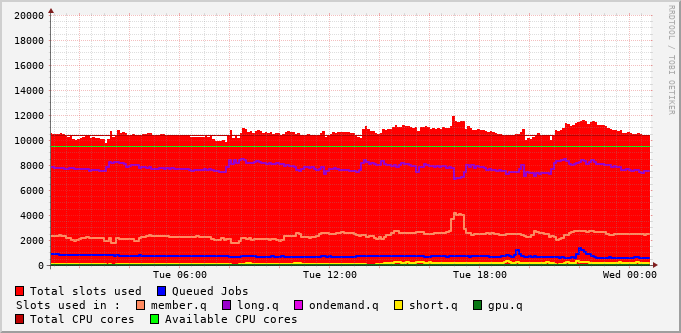 20000
18000
16000
14000
12000
10000
8000
6000
4000
2000
0
Tue 06:00 Tue 12:00 Tue 18:00 Wed 00:00
RRDTOOL / TOBI OETIKER
Total slots used Queued Jobs
Slots used in : member.q long.q ondemand.q short.q gpu.q
Total CPU cores Available CPU cores